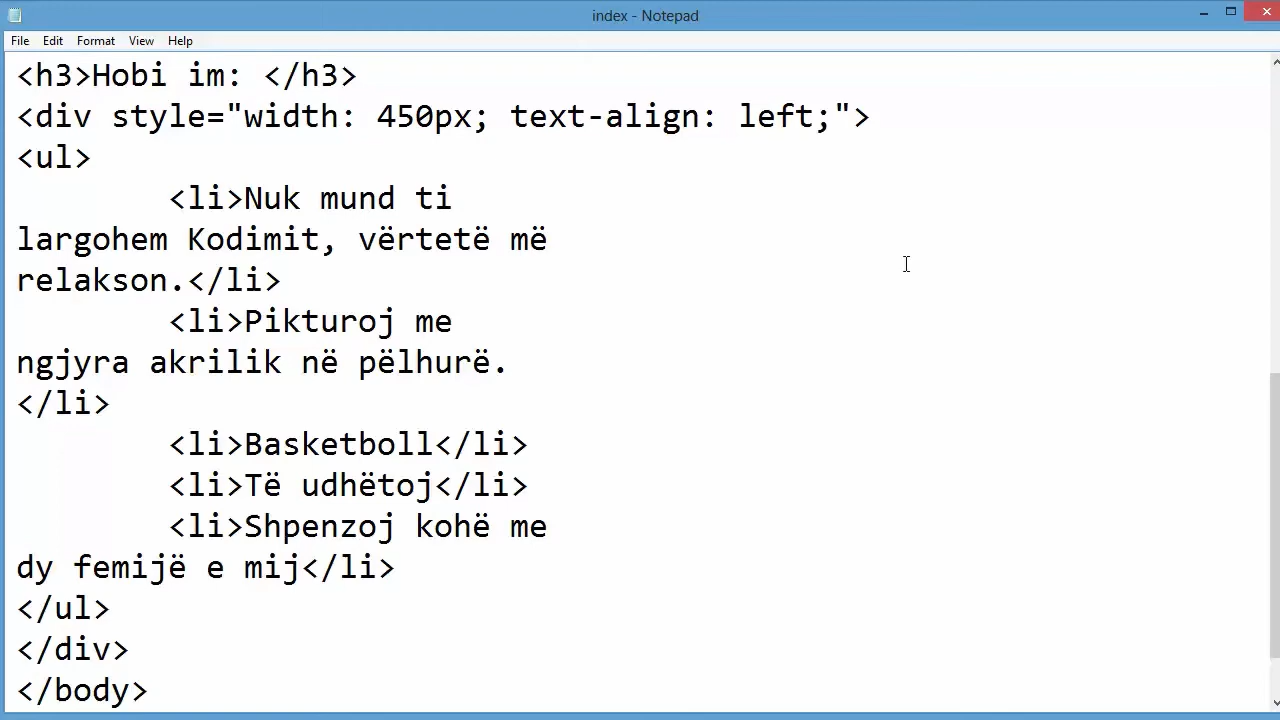 index - Notepad
File Edit Format View Help
<h3>Hobi im: </h3>
<div style="width: 450px; text-align: left;">
<ul>
<li>Nuk mund ti
largohem Kodimit, vërtetë më
relakson.</li>
<li>Pikturoj me
ngjyra akrilik në pëlhurë.
</li>
<li>Basketboll</li>
<li>Të udhëtoj</li>
<li>Shpenzoj kohë me
dy femijë e mij</li>
</ul>
</div>
</body>